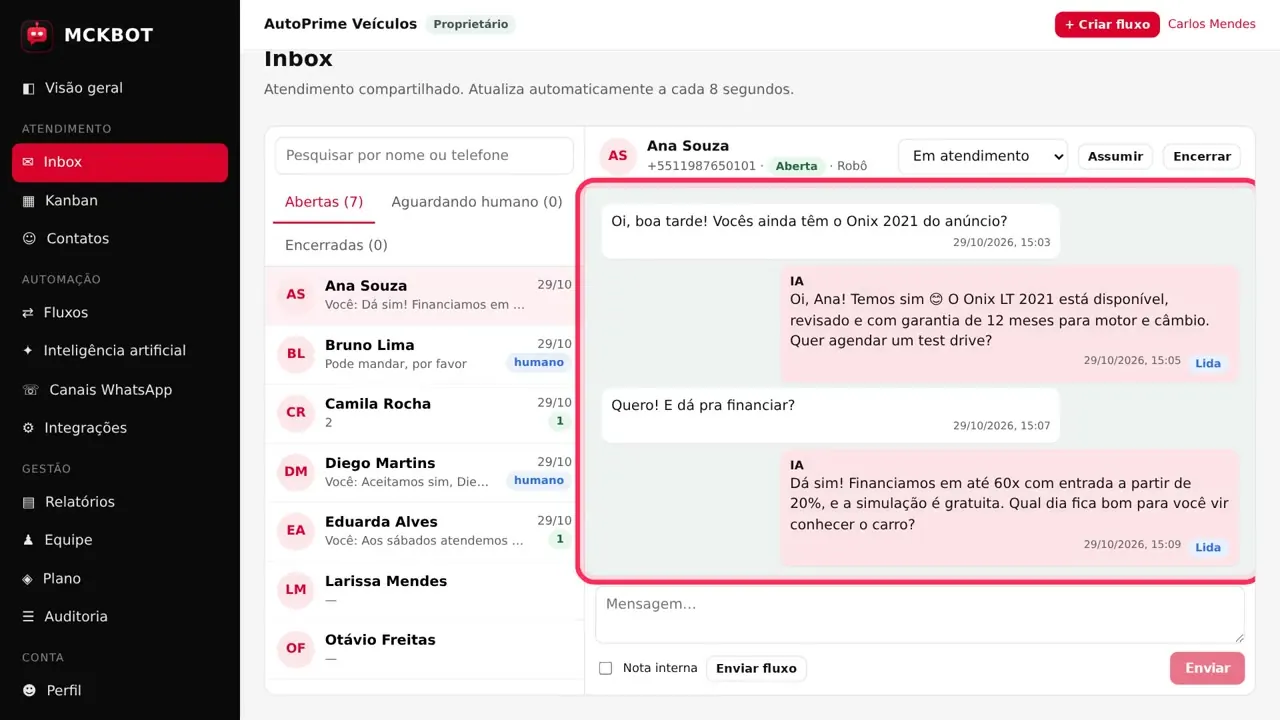 MCKBOT
Visão geral
ATENDIMENTO
Inbox
Kanban
Contatos
AUTOMAÇÃO
Fluxos
Inteligência artificial
Canais WhatsApp
Integrações
GESTÃO
Relatórios
Equipe
Plano
Auditoria
CONTA
Perfil
AutoPrime Veículos Proprietário
+ Criar fluxo Carlos Mendes
Inbox
Atendimento compartilhado. Atualiza automaticamente a cada 8 segundos.
Pesquisar por nome ou telefone
Abertas (7) Aguardando humano (0)
Encerradas (0)
AS Ana Souza 29/10
Você: Dá sim! Financiamos em ...
BL Bruno Lima 29/10
Pode mandar, por favor humano
CR Camila Rocha 29/10
2 1
DM Diego Martins 29/10
Você: Aceitamos sim, Die... humano
EA Eduarda Alves 29/10
Você: Aos sábados atendemos ... 1
LM Larissa Mendes
—
OF Otávio Freitas
—
AS Ana Souza
+5511987650101 · Aberta · Robô
Em atendimento Assumir Encerrar
Oi, boa tarde! Vocês ainda têm o Onix 2021 do anúncio?
29/10/2026, 15:03
IA
Oi, Ana! Temos sim 😊 O Onix LT 2021 está disponível,
revisado e com garantia de 12 meses para motor e câmbio.
Quer agendar um test drive?
29/10/2026, 15:05 Lida
Quero! E dá pra financiar?
29/10/2026, 15:07
IA
Dá sim! Financiamos em até 60x com entrada a partir de
20%, e a simulação é gratuita. Qual dia fica bom para você vir
conhecer o carro?
29/10/2026, 15:09 Lida
Mensagem...
Nota interna Enviar fluxo Enviar